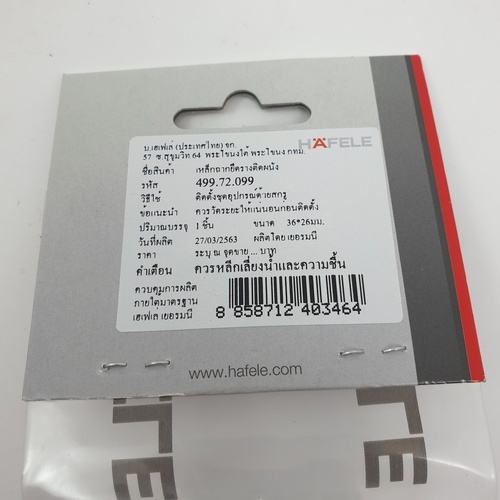 HÄFELE
บ.เฮเฟเล่ (ประเทศไทย) จก.
57 ซ.สุขุมวิท 64 พระโขนงใต้ พระโขนง กทม.
ชื่อสินค้า เหล็กฉากยึดรางติดผนัง
รหัส 499.72.099
วิธีใช้ ติดตั้งชุดอุปกรณ์ด้วยสกรู
ข้อแนะนำ ควรวัดระยะให้แน่นอนก่อนติดตั้ง
ปริมาณบรรจุ 1 ชิ้น ขนาด 36*26มม.
วันที่ผลิต 27/03/2563 ผลิตโดย เยอรมนี
ราคา ระบุ ณ จุดขาย ... บาท
คำเตือน ควรหลีกเลี่ยงน้ำและความชื้น
ควบคุมการผลิต
ภายใต้มาตรฐาน
เฮเฟเล่ เยอรมนี
8 858712 403464
www.hafele.com